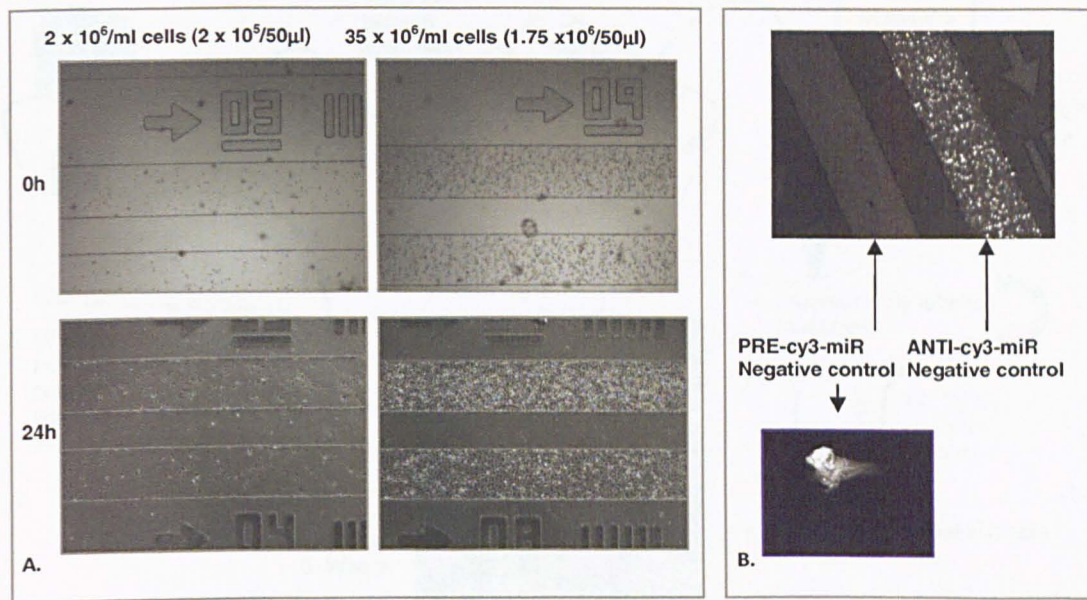 2 x 10⁶/ml cells (2 x 10⁵/50µl)
35 x 10⁶/ml cells (1.75 x10⁶/50µl)
03
09
0h
24h
04
A.
PRE-cy3-miR
Negative control
ANTI-cy3-miR
Negative control
B.